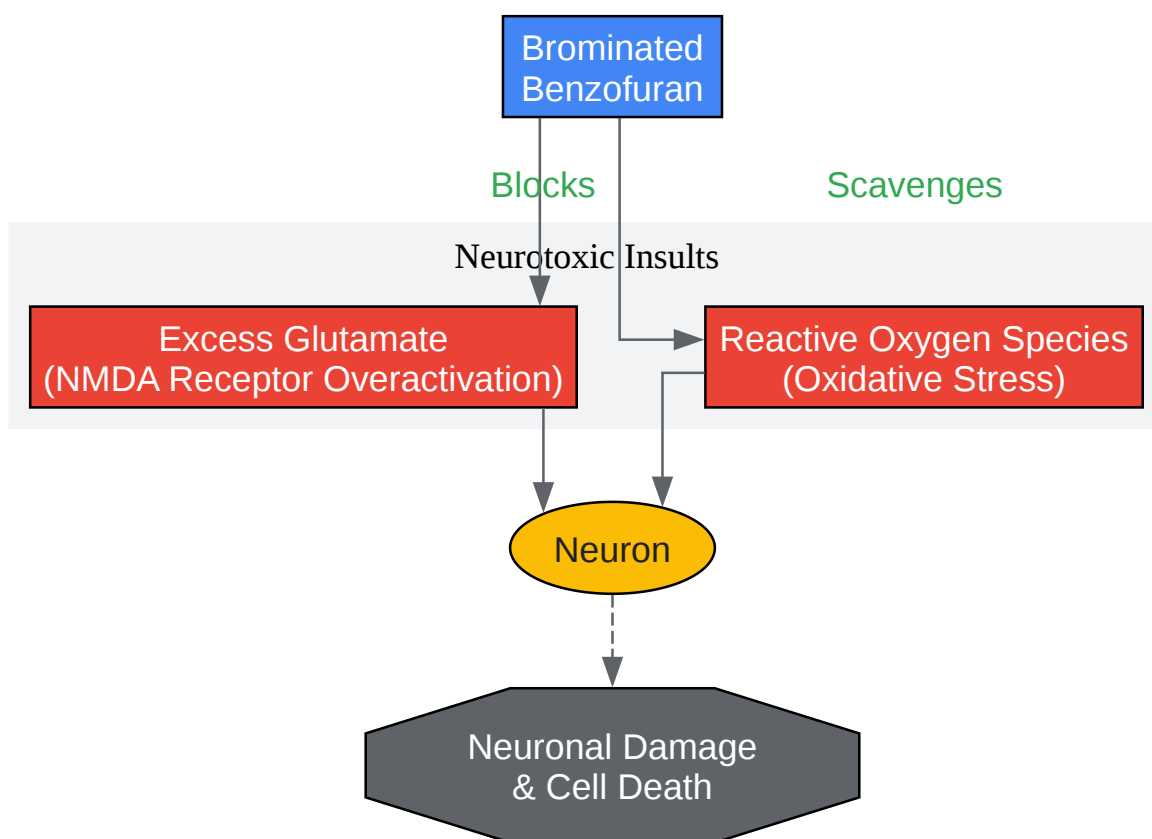 Brominated
Benzofuran
Blocks
Scavenges
Neurotoxic Insults
Excess Glutamate
(NMDA Receptor Overactivation)
Reactive Oxygen Species
(Oxidative Stress)
Neuron
Neuronal Damage
& Cell Death